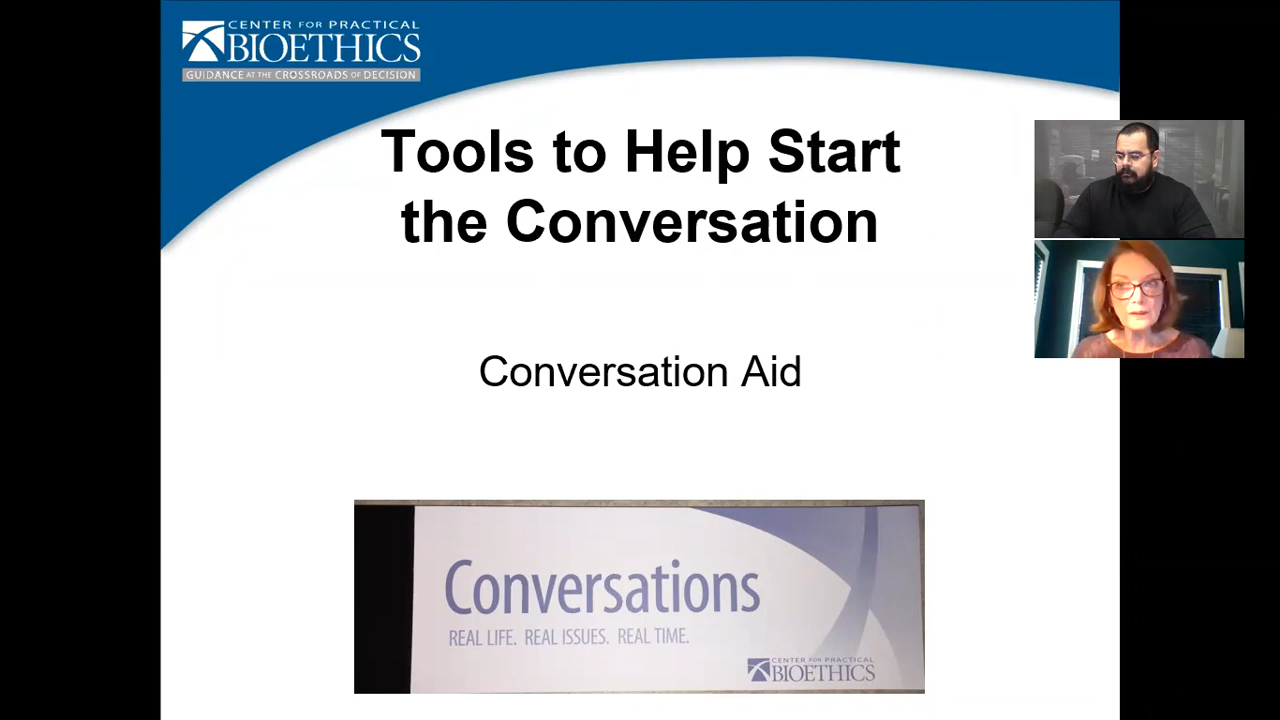 CENTER FOR PRACTICAL
BIOETHICS
GUIDANCE AT THE CROSSROADS OF DECISION
Tools to Help Start
the Conversation
Conversation Aid
Conversations
REAL LIFE. REAL ISSUES. REAL TIME.
CENTER FOR PRACTICAL
BIOETHICS